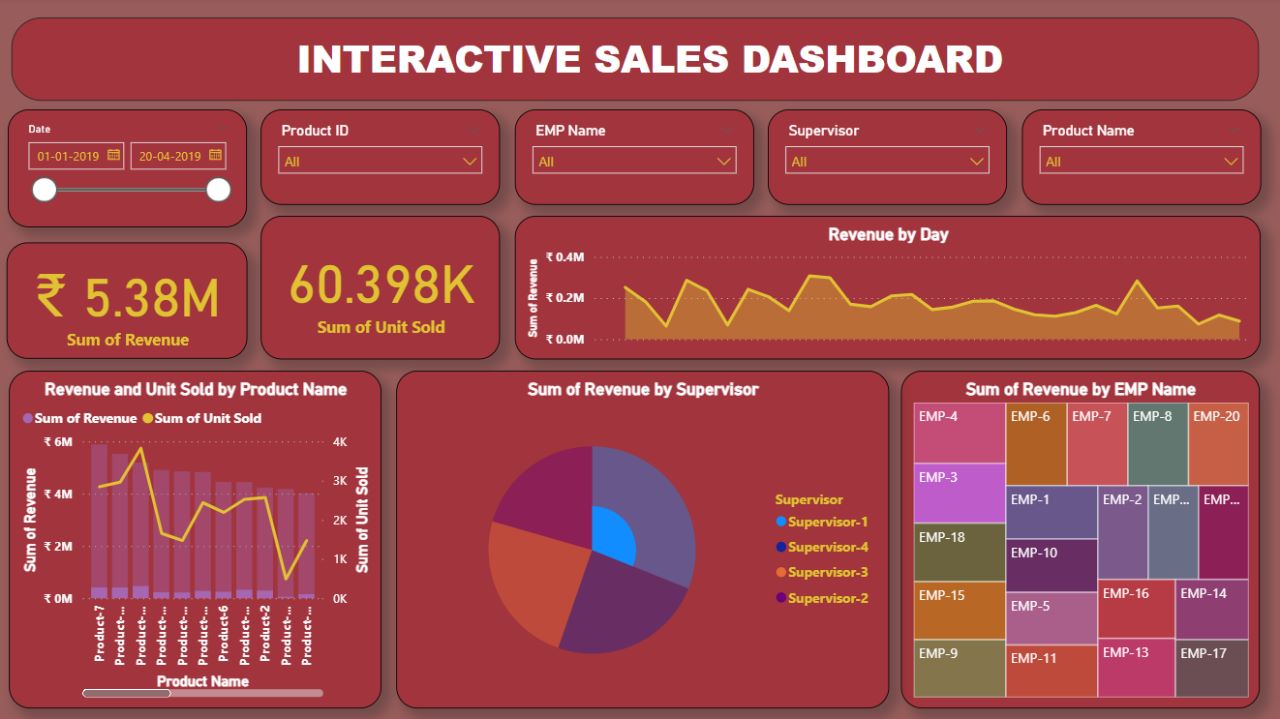 INTERACTIVE SALES DASHBOARD
Date
01-01-2019
20-04-2019
Product ID
All
EMP Name
All
Supervisor
All
Product Name
All
₹ 5.38M
Sum of Revenue
60.398K
Sum of Unit Sold
Revenue by Day
Sum of Revenue
₹ 0.4M
₹ 0.2M
₹ 0.0M
Revenue and Unit Sold by Product Name
Sum of Revenue Sum of Unit Sold
Sum of Revenue
₹ 6M
₹ 4M
₹ 2M
₹ 0M
4K
3K
2K
1K
0K
Sum of Unit Sold
Product-7
Product-...
Product-...
Product-...
Product-...
Product-...
Product-6
Product-...
Product-2
Product-...
Product-...
Product Name
Sum of Revenue by Supervisor
Supervisor
Supervisor-1
Supervisor-4
Supervisor-3
Supervisor-2
Sum of Revenue by EMP Name
EMP-4
EMP-6
EMP-7
EMP-8
EMP-20
EMP-3
EMP-1
EMP-2
EMP...
EMP...
EMP-18
EMP-10
EMP-15
EMP-5
EMP-16
EMP-14
EMP-9
EMP-11
EMP-13
EMP-17